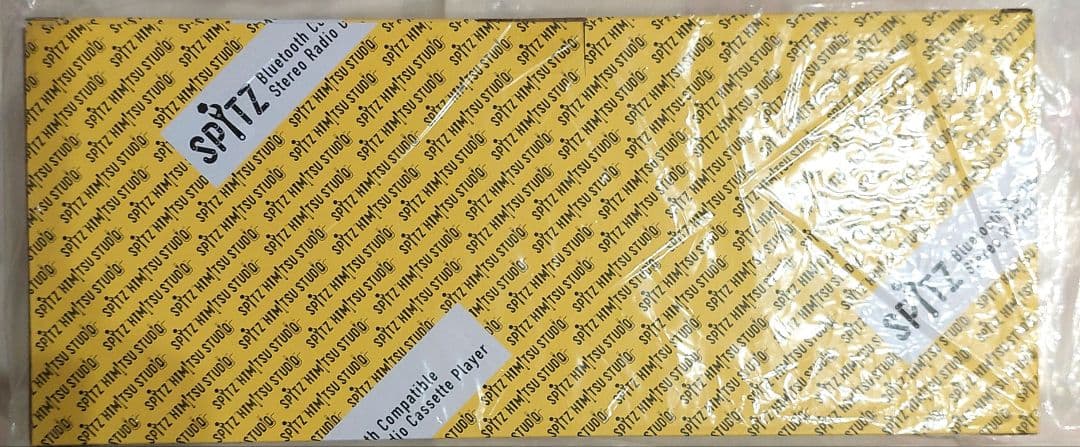 SPITZ HIMITSU STUDIO
SPITZ
Bluetooth Co
Stereo Radio C
th Compatible
dio Cassette Player
SPITZ
Blueto
Stereo R